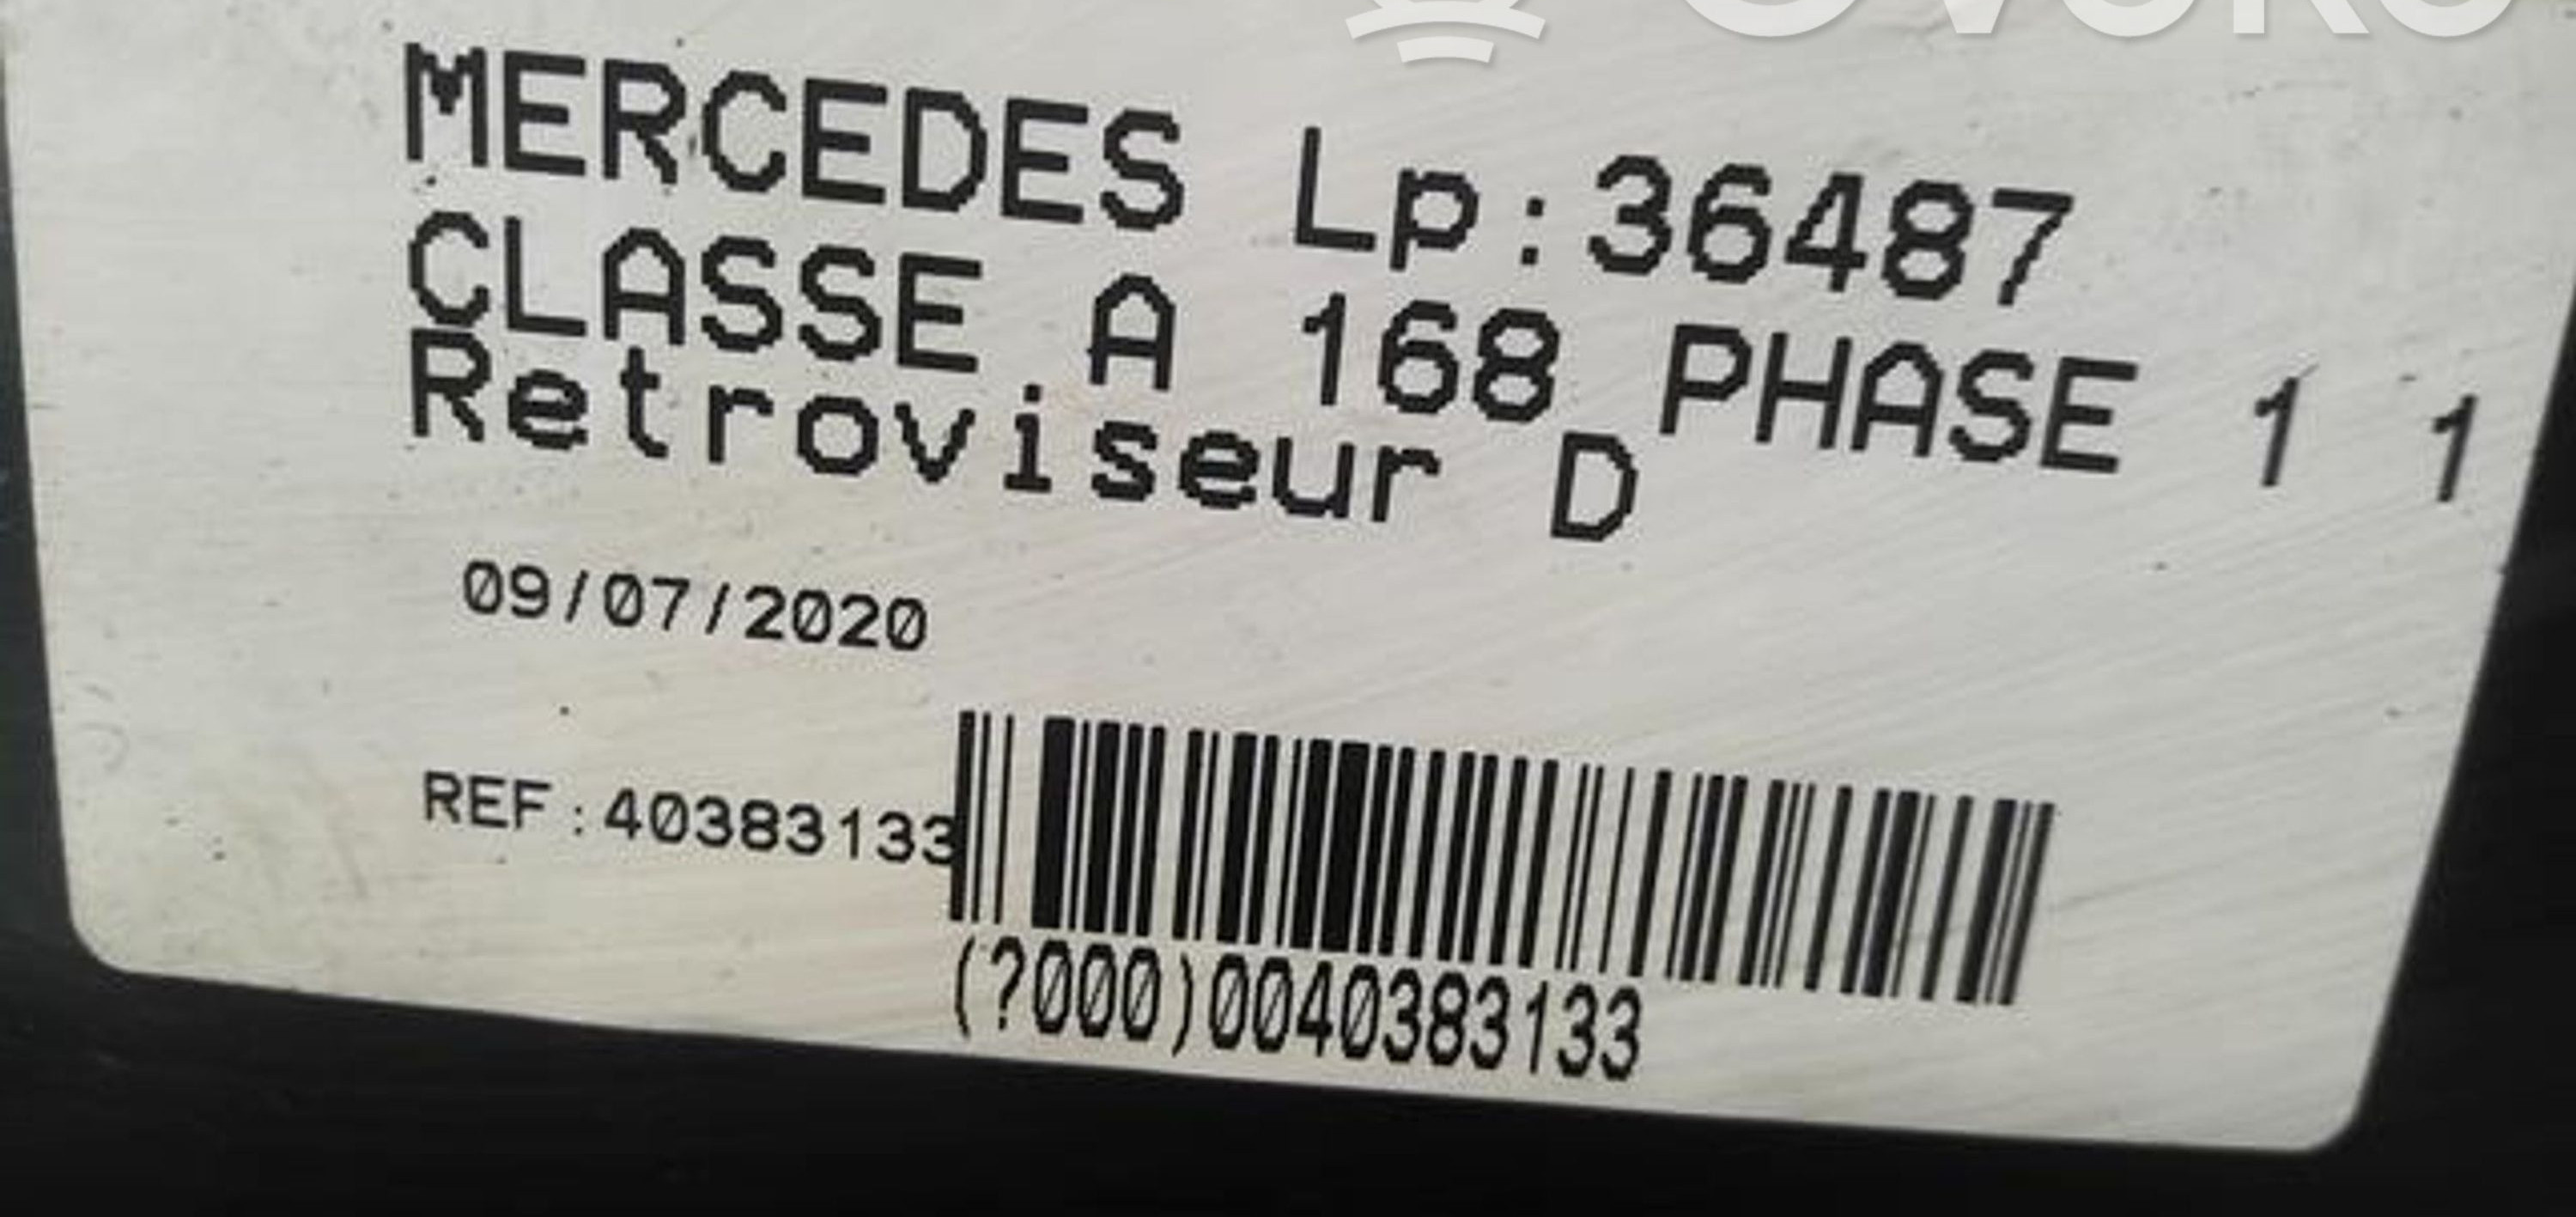 MERCEDES Lp:36487
CLASSE A 168 PHASE 1 1
Retroviseur D
09/07/2020
REF:40383133
(?000)0040383133